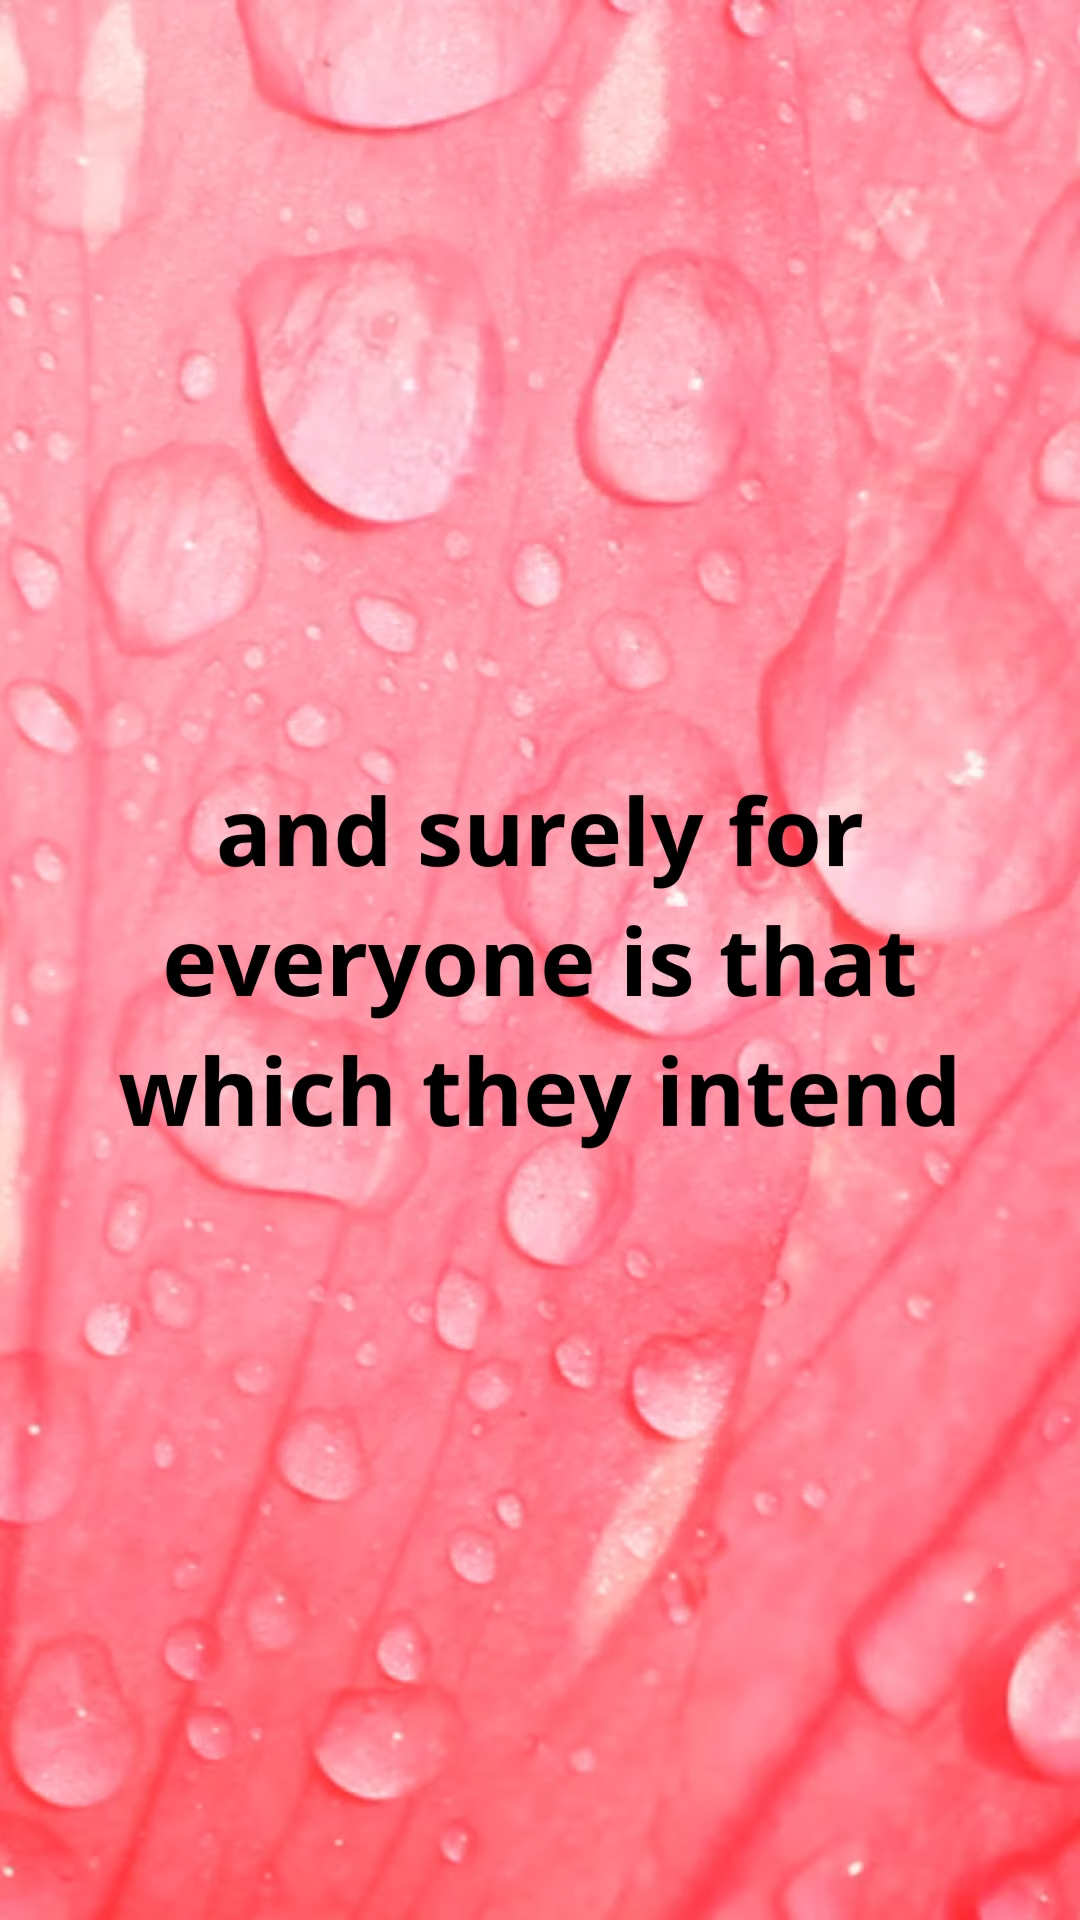 and surely for
everyone is that
which they intend